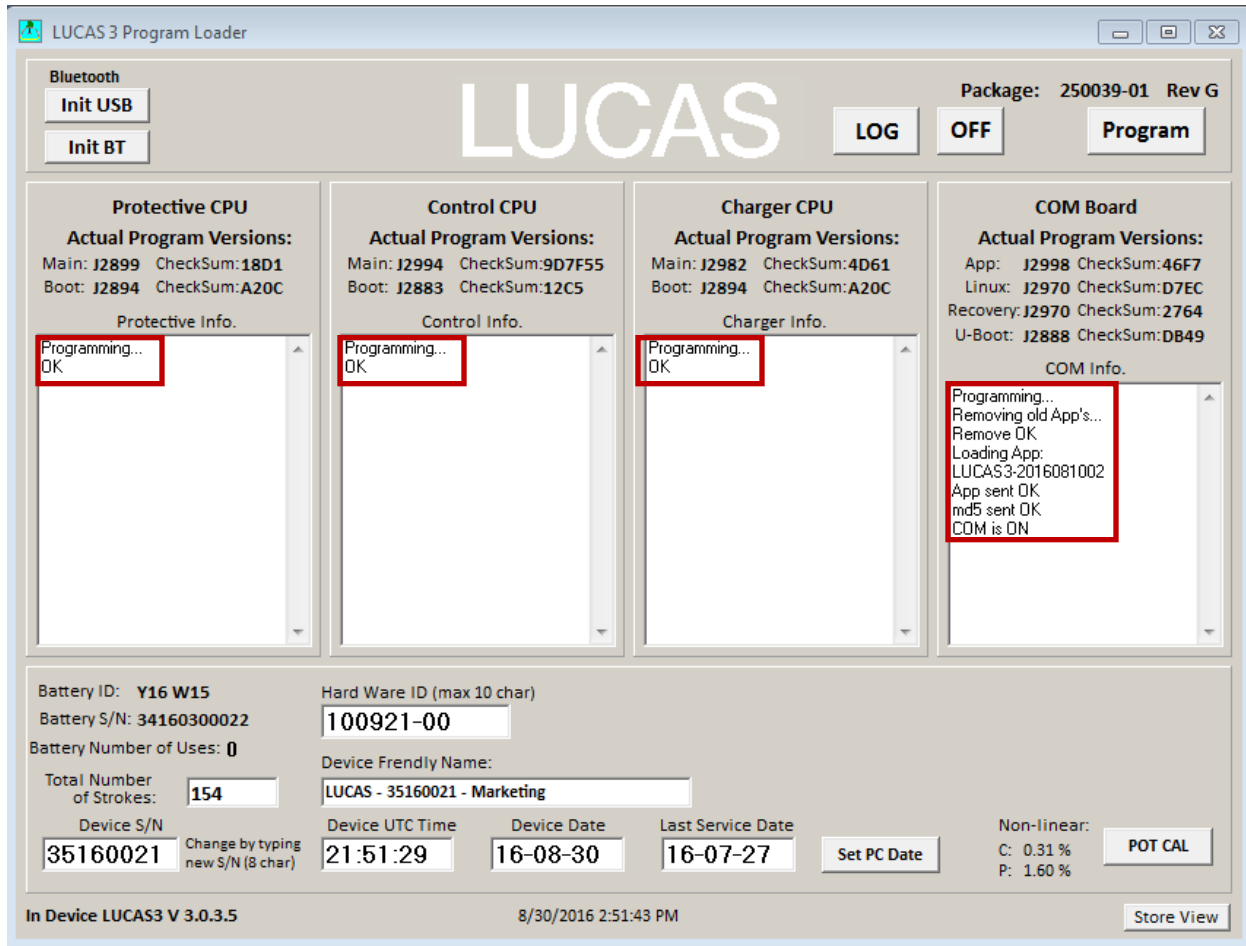 LUCAS 3 Program Loader
Bluetooth
Init USB
Init BT
LUCAS
LOG
Package: 250039-01 Rev G
OFF
Program
Protective CPU
Actual Program Versions:
Main: J2899 CheckSum:18D1
Boot: J2894 CheckSum:A20C
Protective Info.
Programming...
OK
Control CPU
Actual Program Versions:
Main: J2994 CheckSum:9D7F55
Boot: J2883 CheckSum:12C5
Control Info.
Programming...
OK
Charger CPU
Actual Program Versions:
Main: J2982 CheckSum:4D61
Boot: J2894 CheckSum:A20C
Charger Info.
Programming...
OK
COM Board
Actual Program Versions:
App: J2998 CheckSum:46F7
Linux: J2970 CheckSum:D7EC
Recovery: J2970 CheckSum:2764
U-Boot: J2888 CheckSum:DB49
COM Info.
Programming...
Removing old App's...
Remove OK
Loading App:
LUCAS3-2016081002
App sent OK
md5 sent OK
COM is ON
Battery ID: Y16 W15
Battery S/N: 34160300022
Battery Number of Uses: 0
Total Number
of Strokes: 154
Hard Ware ID (max 10 char)
100921-00
Device Frendly Name:
LUCAS - 35160021 - Marketing
Device S/N
35160021
Change by typing
new S/N (8 char)
Device UTC Time
21:51:29
Device Date
16-08-30
Last Service Date
16-07-27
Set PC Date
Non-linear:
C: 0.31 %
P: 1.60 %
POT CAL
In Device LUCAS3 V 3.0.3.5
8/30/2016 2:51:43 PM
Store View